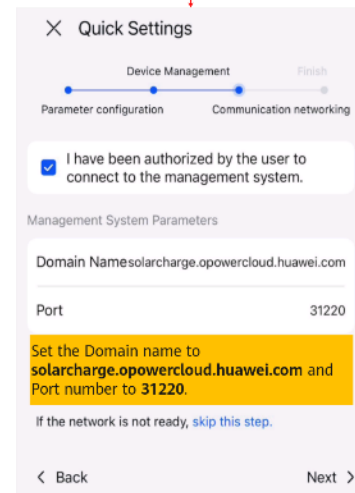 Quick Settings
Device Management
Finish
Parameter configuration
Communication networking
I have been authorized by the user to
connect to the management system.
Management System Parameters
Domain Namesolarcharge.opowercloud.huawei.com
Port 31220
Set the Domain name to
solarcharge.opowercloud.huawei.com and
Port number to 31220.
If the network is not ready, skip this step.
Back
Next